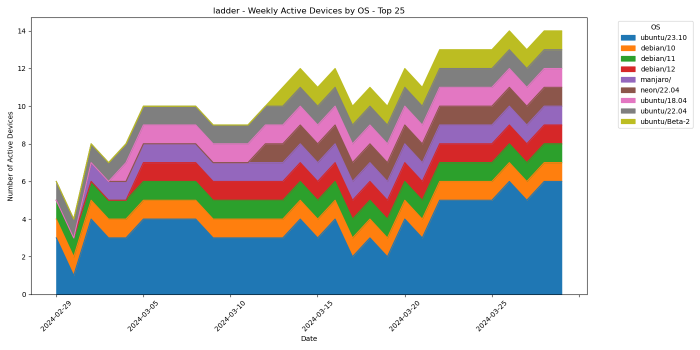 ladder - Weekly Active Devices by OS - Top 25
Number of Active Devices
14
12
10
8
6
4
2
0
2024-02-29
2024-03-05
2024-03-10
2024-03-15
2024-03-20
2024-03-25
Date
OS
ubuntu/23.10
debian/10
debian/11
debian/12
manjaro/
neon/22.04
ubuntu/18.04
ubuntu/22.04
ubuntu/Beta-2